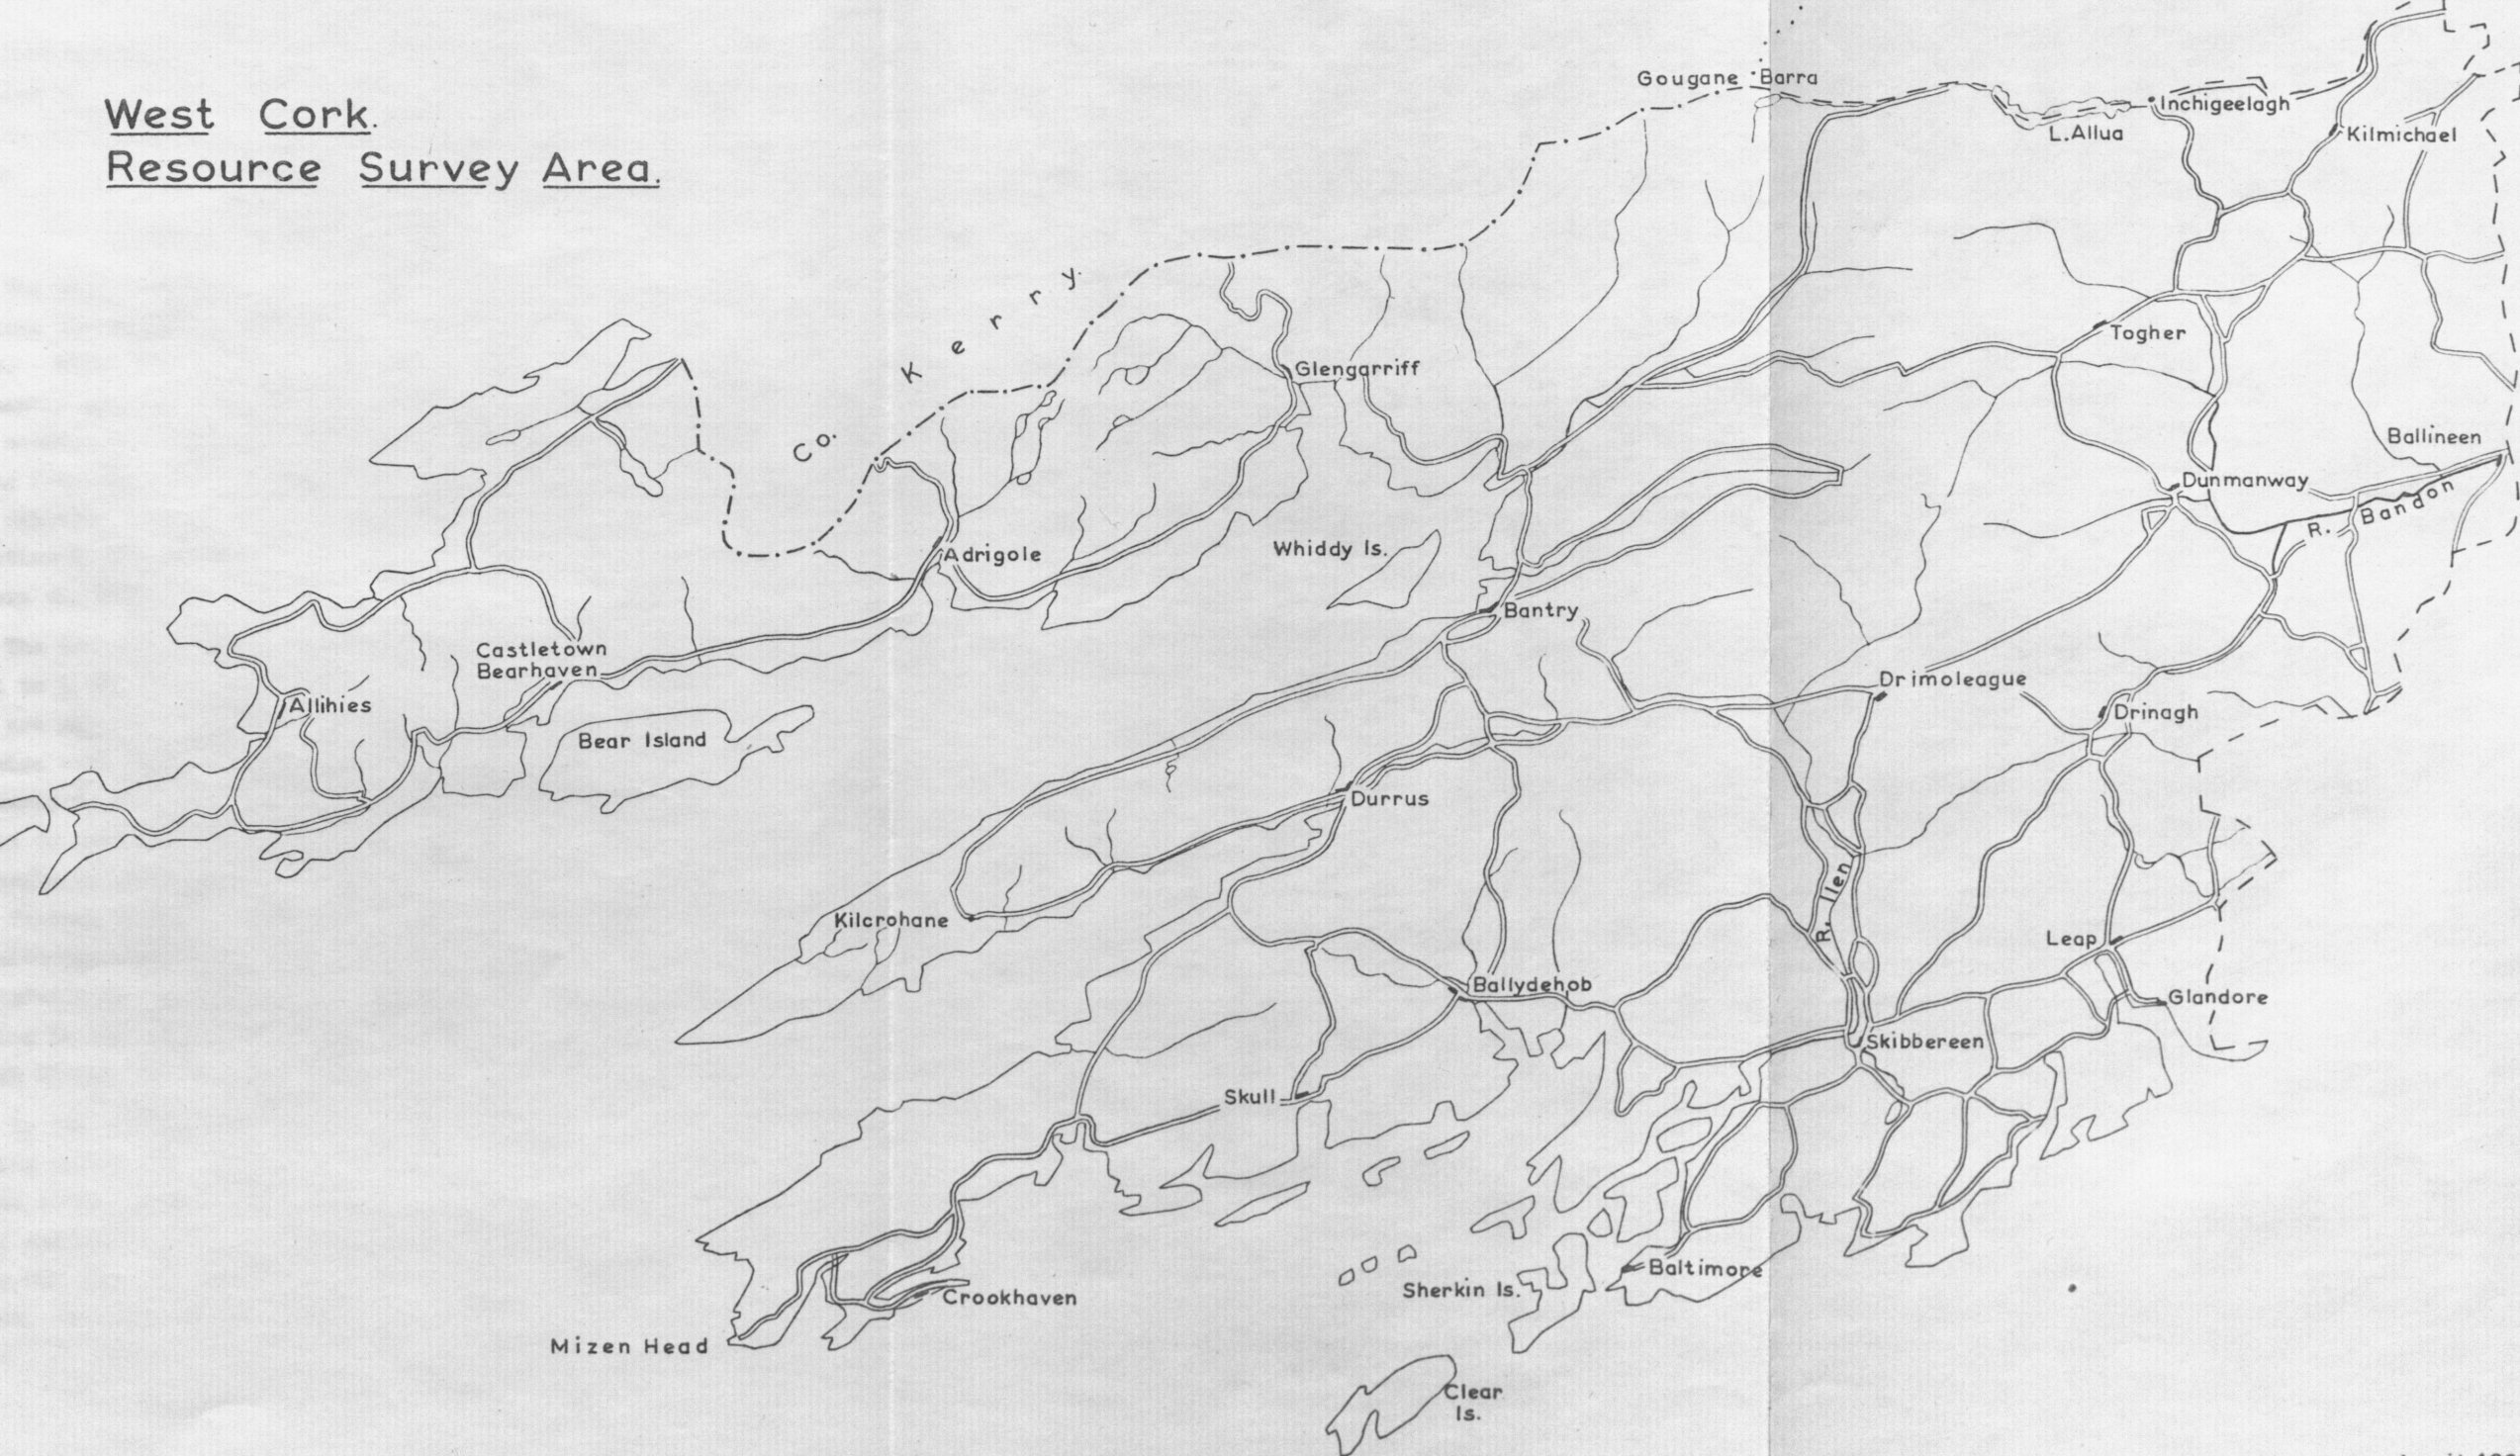 West Cork.
Resource Survey Area.
Gougane Barra
Inchigeelagh
L. Allua
Kilmichael
Co. Kerry.
Togher
Glengarriff
Ballineen
Dunmanway
R. Bandon
Adrigole
Whiddy Is.
Bantry
Castletown
Bearhaven
Drimoleague
Allihies
Drinagh
Bear Island
Durrus
R. Ilen
Kilcrohane
Leap
Ballydehob
Glandore
Skibbereen
Skull
Baltimore
Sherkin Is.
Crookhaven
Mizen Head
Clear
Is.